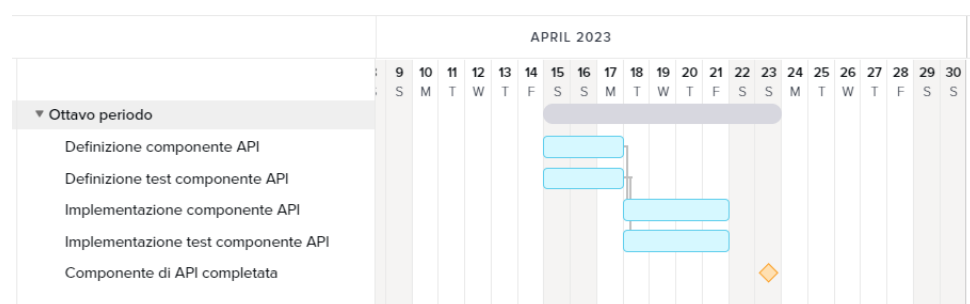 APRIL 2023
9 10 11 12 13 14 15 16 17 18 19 20 21 22 23 24 25 26 27 28 29 30
S M T W T F S S M T W T F S S M T W T F S S
Ottavo periodo
Definizione componente API
Definizione test componente API
Implementazione componente API
Implementazione test componente API
Componente di API completata